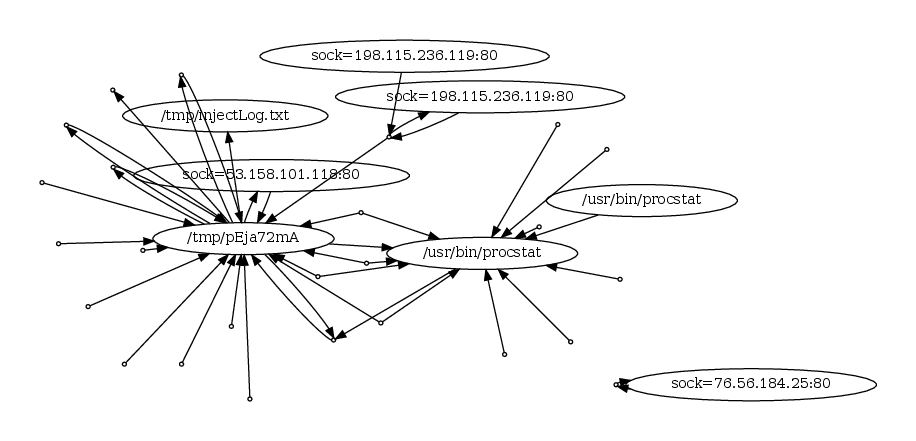 sock=198.115.236.119:80
sock=198.115.236.119:80
/tmp/injectLog.txt
sock=53.158.101.118:80
/usr/bin/procstat
/tmp/pEja72mA
/usr/bin/procstat
sock=76.56.184.25:80